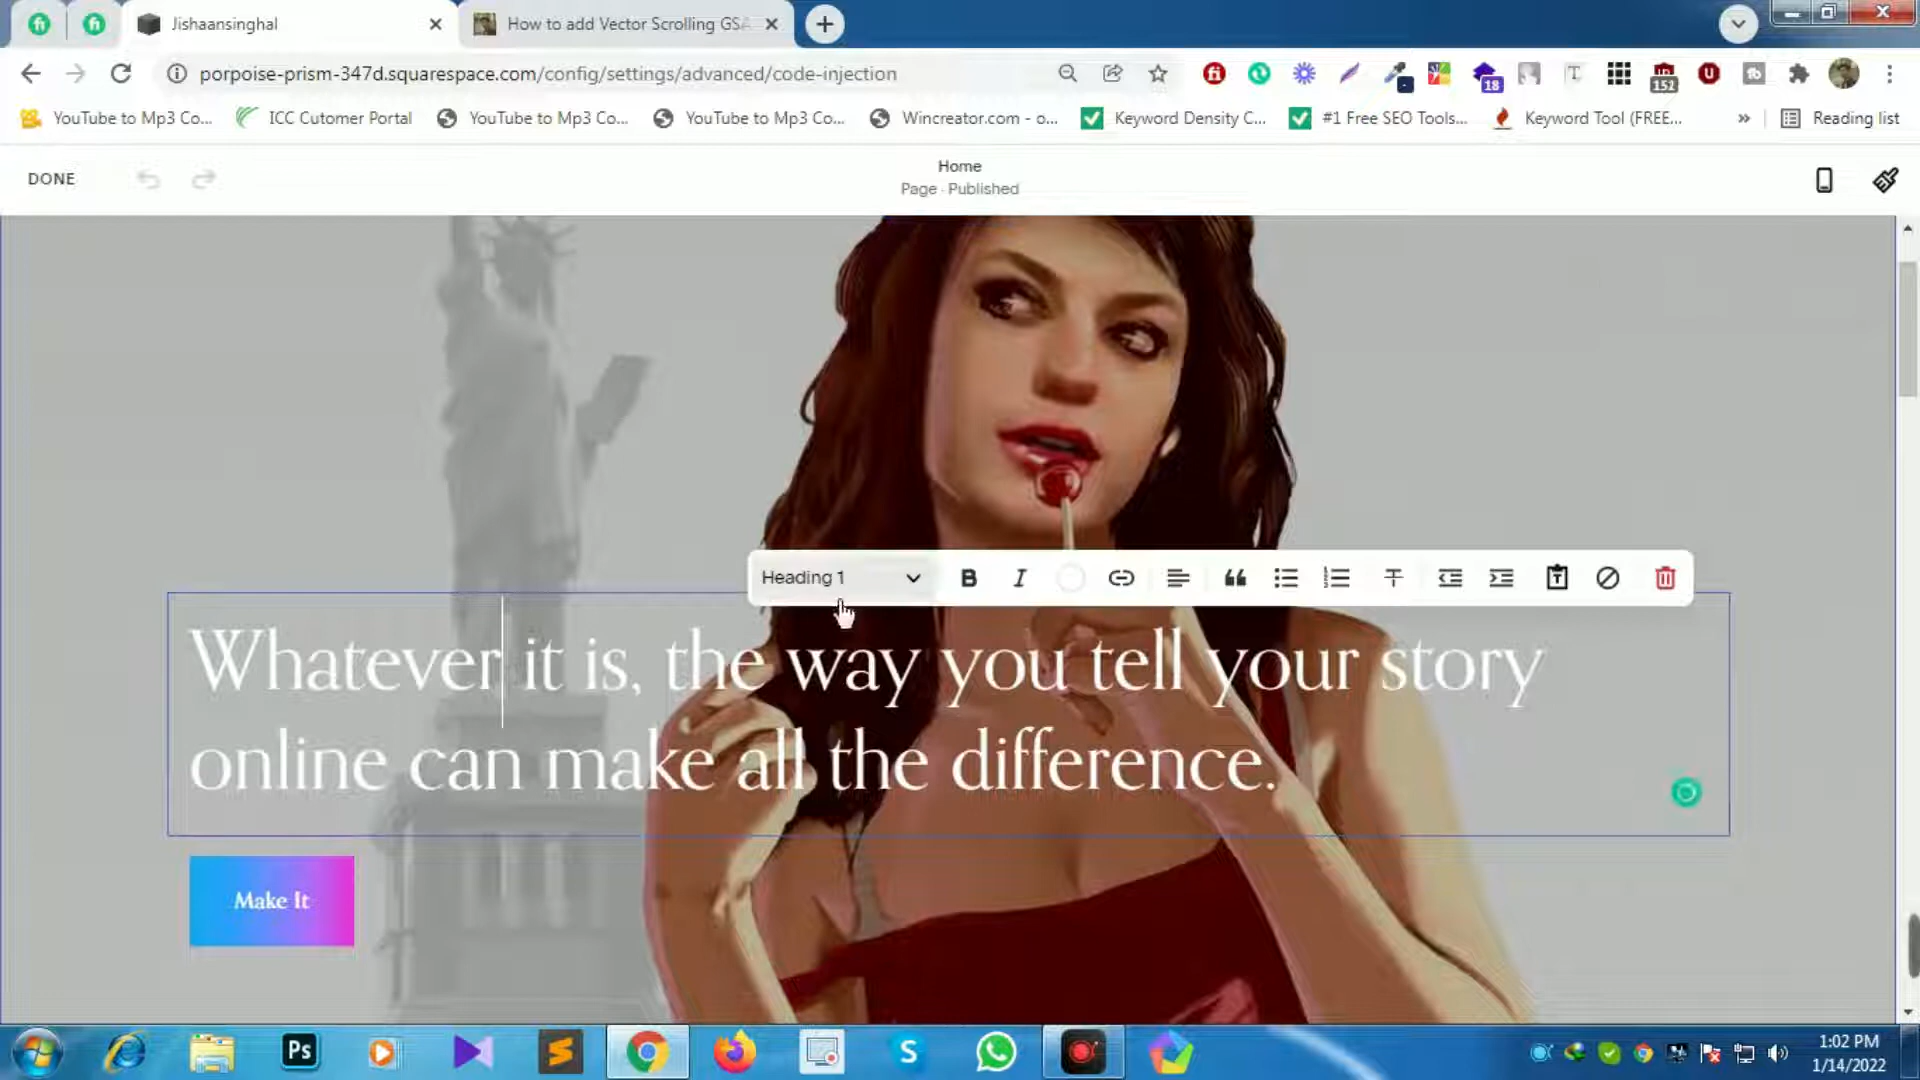 Jishaansinghal
How to add Vector Scrolling GSA
porpoise-prism-347d.squarespace.com/config/settings/advanced/code-injection
18
152
YouTube to Mp3 Co...
ICC Cutomer Portal
YouTube to Mp3 Co...
YouTube to Mp3 Co...
Wincreator.com - o...
Keyword Density C...
#1 Free SEO Tools...
Keyword Tool (FREE...
»
Reading list
DONE
Home
Page · Published
Heading 1
B
I
Whatever it is, the way you tell your story
online can make all the difference.
Make It
Ps
1:02 PM
1/14/2022